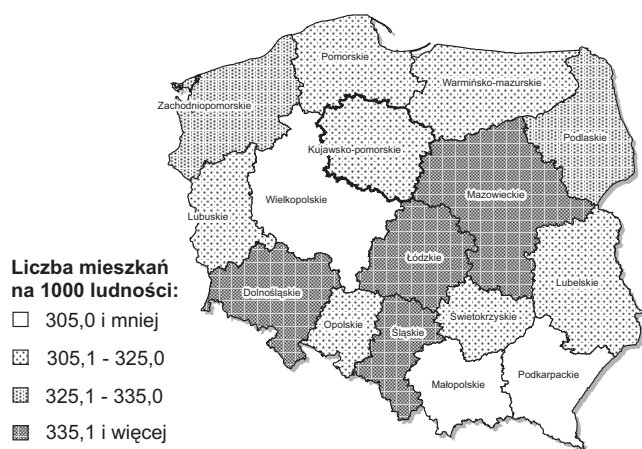 Pomorskie
Warmińsko-mazurskie
Zachodniopomorskie
Podlaskie
Kujawsko-pomorskie
Mazowieckie
Wielkopolskie
Lubuskie
Łódzkie
Liczba mieszkań
na 1000 ludności:
Dolnośląskie
Lubelskie
Opolskie
Śląskie
Świetokrzyskie
305,0 i mniej
305,1 - 325,0
325,1 - 335,0
335,1 i więcej
Małopolskie
Podkarpackie